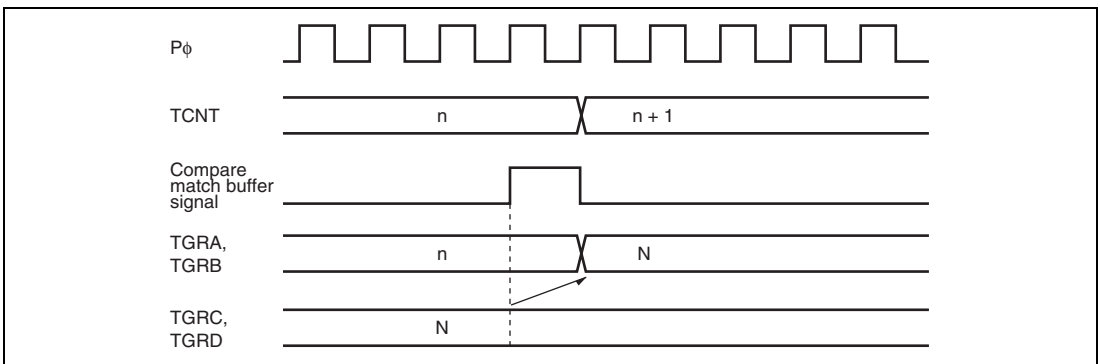 Pϕ
TCNT
n
n + 1
Compare
match buffer
signal
TGRA,
TGRB
n
N
TGRC,
TGRD
N